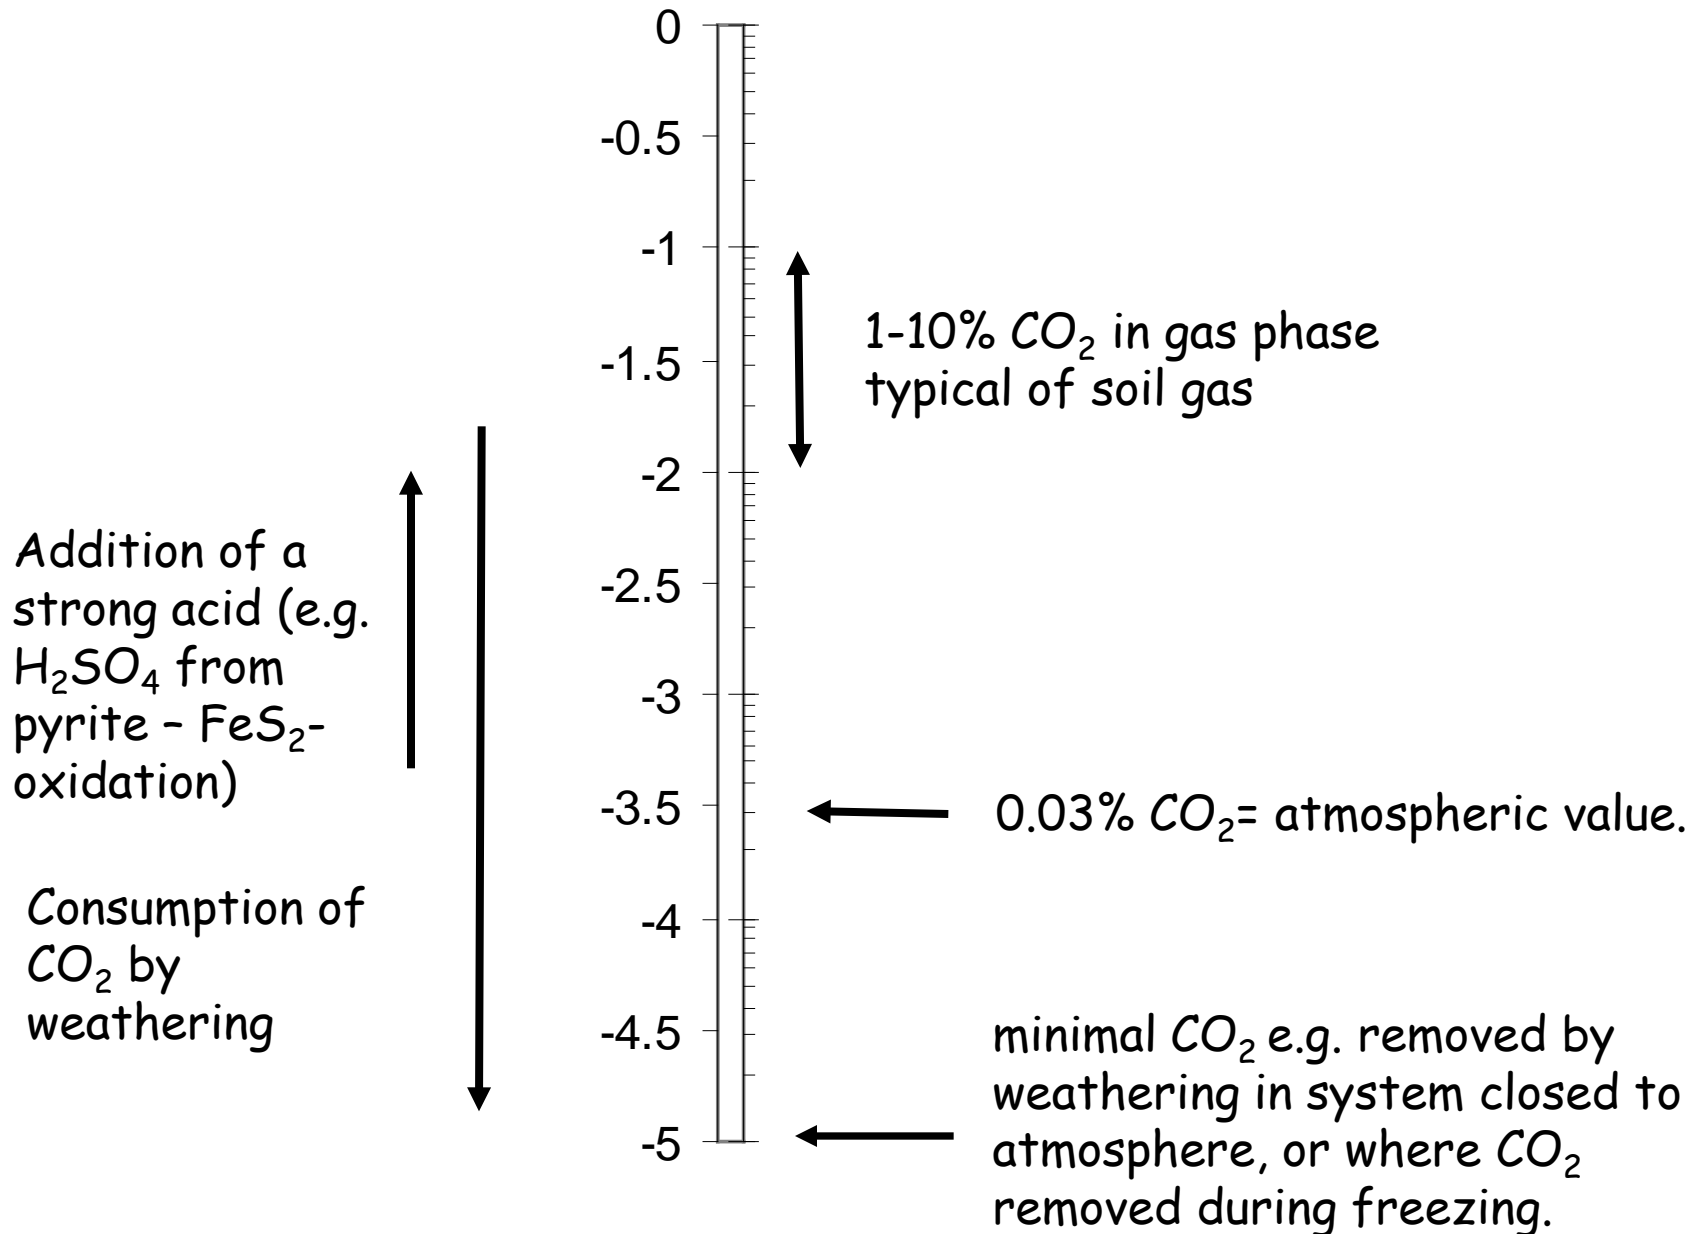 0
-0.5
-1
-1.5
-2
-2.5
-3
-3.5
-4
-4.5
-5
1-10% CO₂ in gas phase
typical of soil gas
Addition of a
strong acid (e.g.
H₂SO₄ from
pyrite – FeS₂-
oxidation)
0.03% CO₂= atmospheric value.
Consumption of
CO₂ by
weathering
minimal CO₂ e.g. removed by
weathering in system closed to
atmosphere, or where CO₂
removed during freezing.